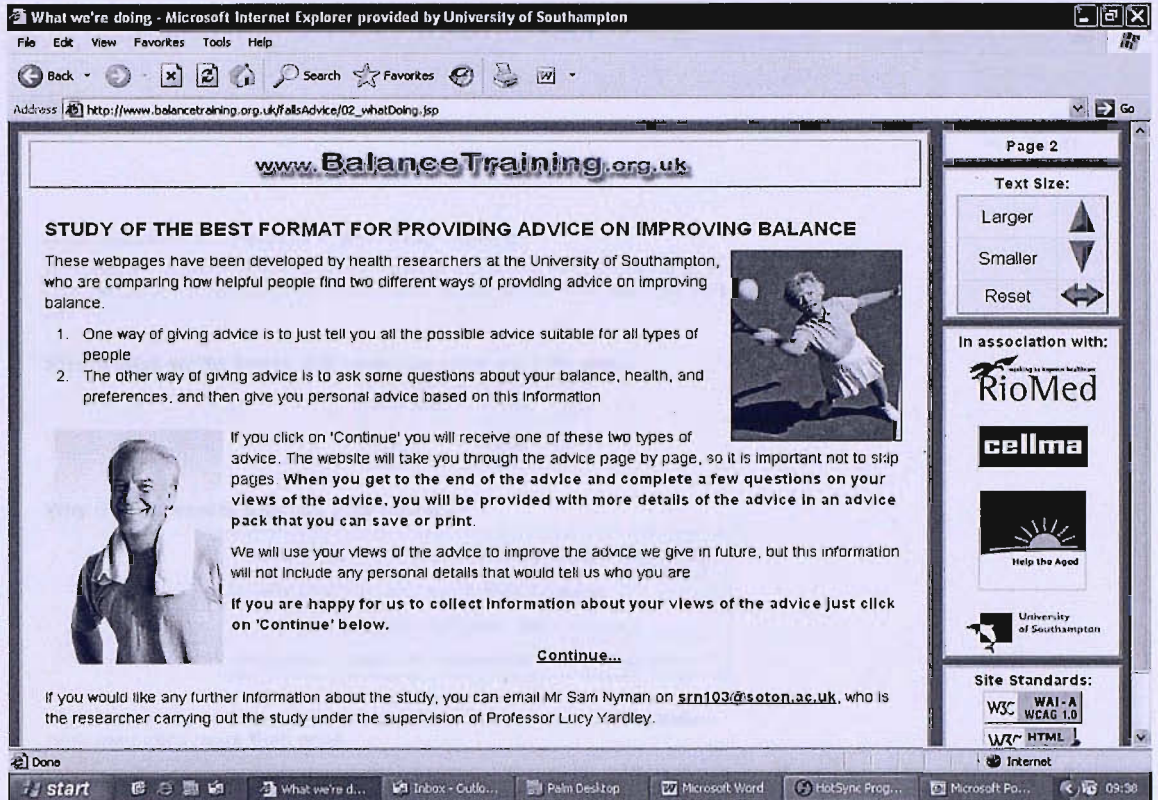 What we're doing - Microsoft Internet Explorer provided by University of Southampton
File Edit View Favorites Tools Help
Back Search Favorites
Address http://www.balancetraining.org.uk/fallsAdvice/02_whatDoing.jsp Go
www.BalanceTraining.org.uk
STUDY OF THE BEST FORMAT FOR PROVIDING ADVICE ON IMPROVING BALANCE
These webpages have been developed by health researchers at the University of Southampton,
who are comparing how helpful people find two different ways of providing advice on improving
balance.
1. One way of giving advice is to just tell you all the possible advice suitable for all types of
people
2. The other way of giving advice is to ask some questions about your balance, health, and
preferences, and then give you personal advice based on this information
If you click on 'Continue' you will receive one of these two types of
advice. The website will take you through the advice page by page, so it is important not to skip
pages. When you get to the end of the advice and complete a few questions on your
views of the advice, you will be provided with more details of the advice in an advice
pack that you can save or print.
We will use your views of the advice to improve the advice we give in future, but this information
will not include any personal details that would tell us who you are
If you are happy for us to collect information about your views of the advice just click
on 'Continue' below.
Continue...
If you would like any further information about the study, you can email Mr Sam Nyman on srn103@soton.ac.uk, who is
the researcher carrying out the study under the supervision of Professor Lucy Yardley.
Page 2
Text Size:
Larger
Smaller
Reset
In association with:
working to improve healthcare
RioMed
cellma
Help the Aged
University
of Southampton
Site Standards:
W3C WAI-A
WCAG 1.0
W3C HTML
Done Internet
start What we're d... Inbox - Outlo... Palm Desktop Microsoft Word HotSync Prog... Microsoft Po... 09:38